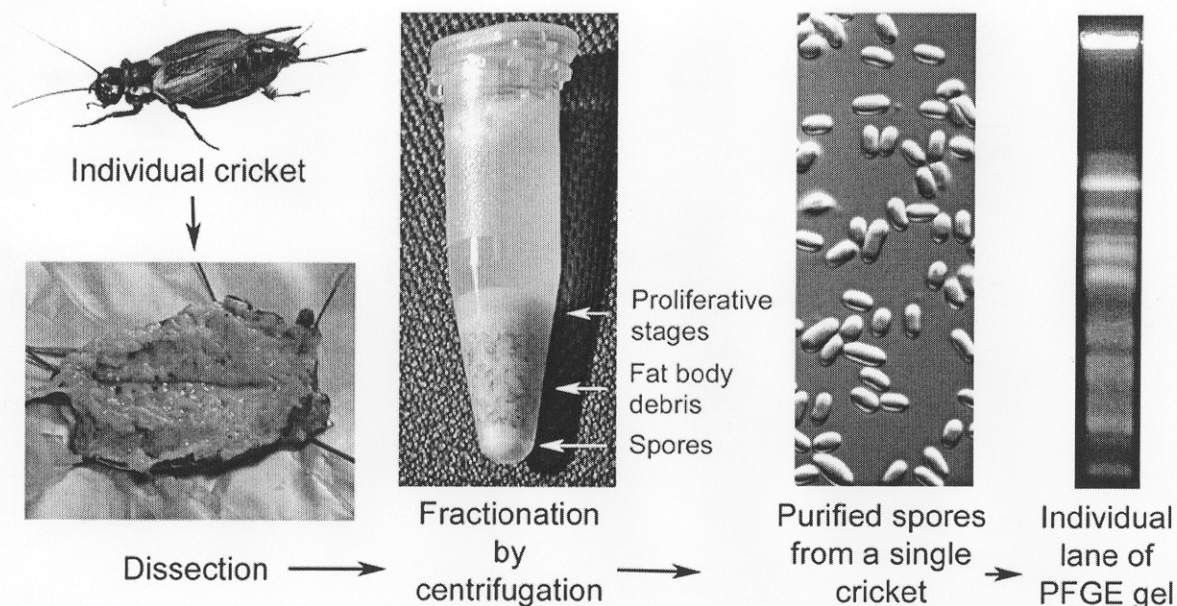 Individual cricket
Dissection
Proliferative
stages
Fat body
debris
Spores
Fractionation
by
centrifugation
Purified spores
from a single
cricket
Individual
lane of
PFGE gel